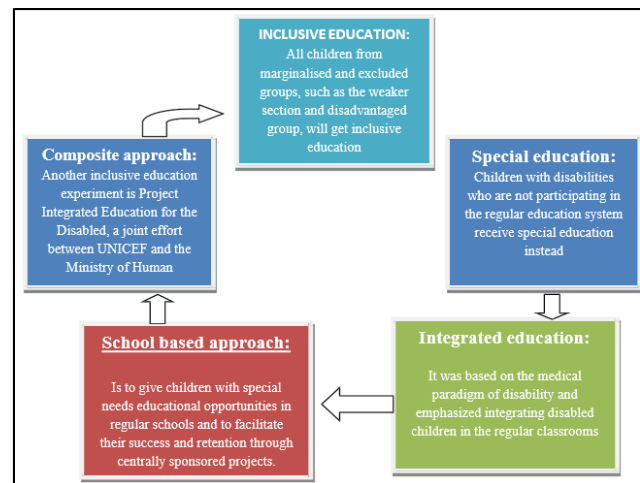 INCLUSIVE EDUCATION:
All children from
marginalised and excluded
groups, such as the weaker
section and disadvantaged
group, will get inclusive
education
Composite approach:
Another inclusive education
experiment is Project
Integrated Education for the
Disabled, a joint effort
between UNICEF and the
Ministry of Human
Special education:
Children with disabilities
who are not participating in
the regular education system
receive special education
instead
School based approach:
Is to give children with special
needs educational opportunities in
regular schools and to facilitate
their success and retention through
centrally sponsored projects.
Integrated education:
It was based on the medical
paradigm of disability and
emphasized integrating disabled
children in the regular classrooms